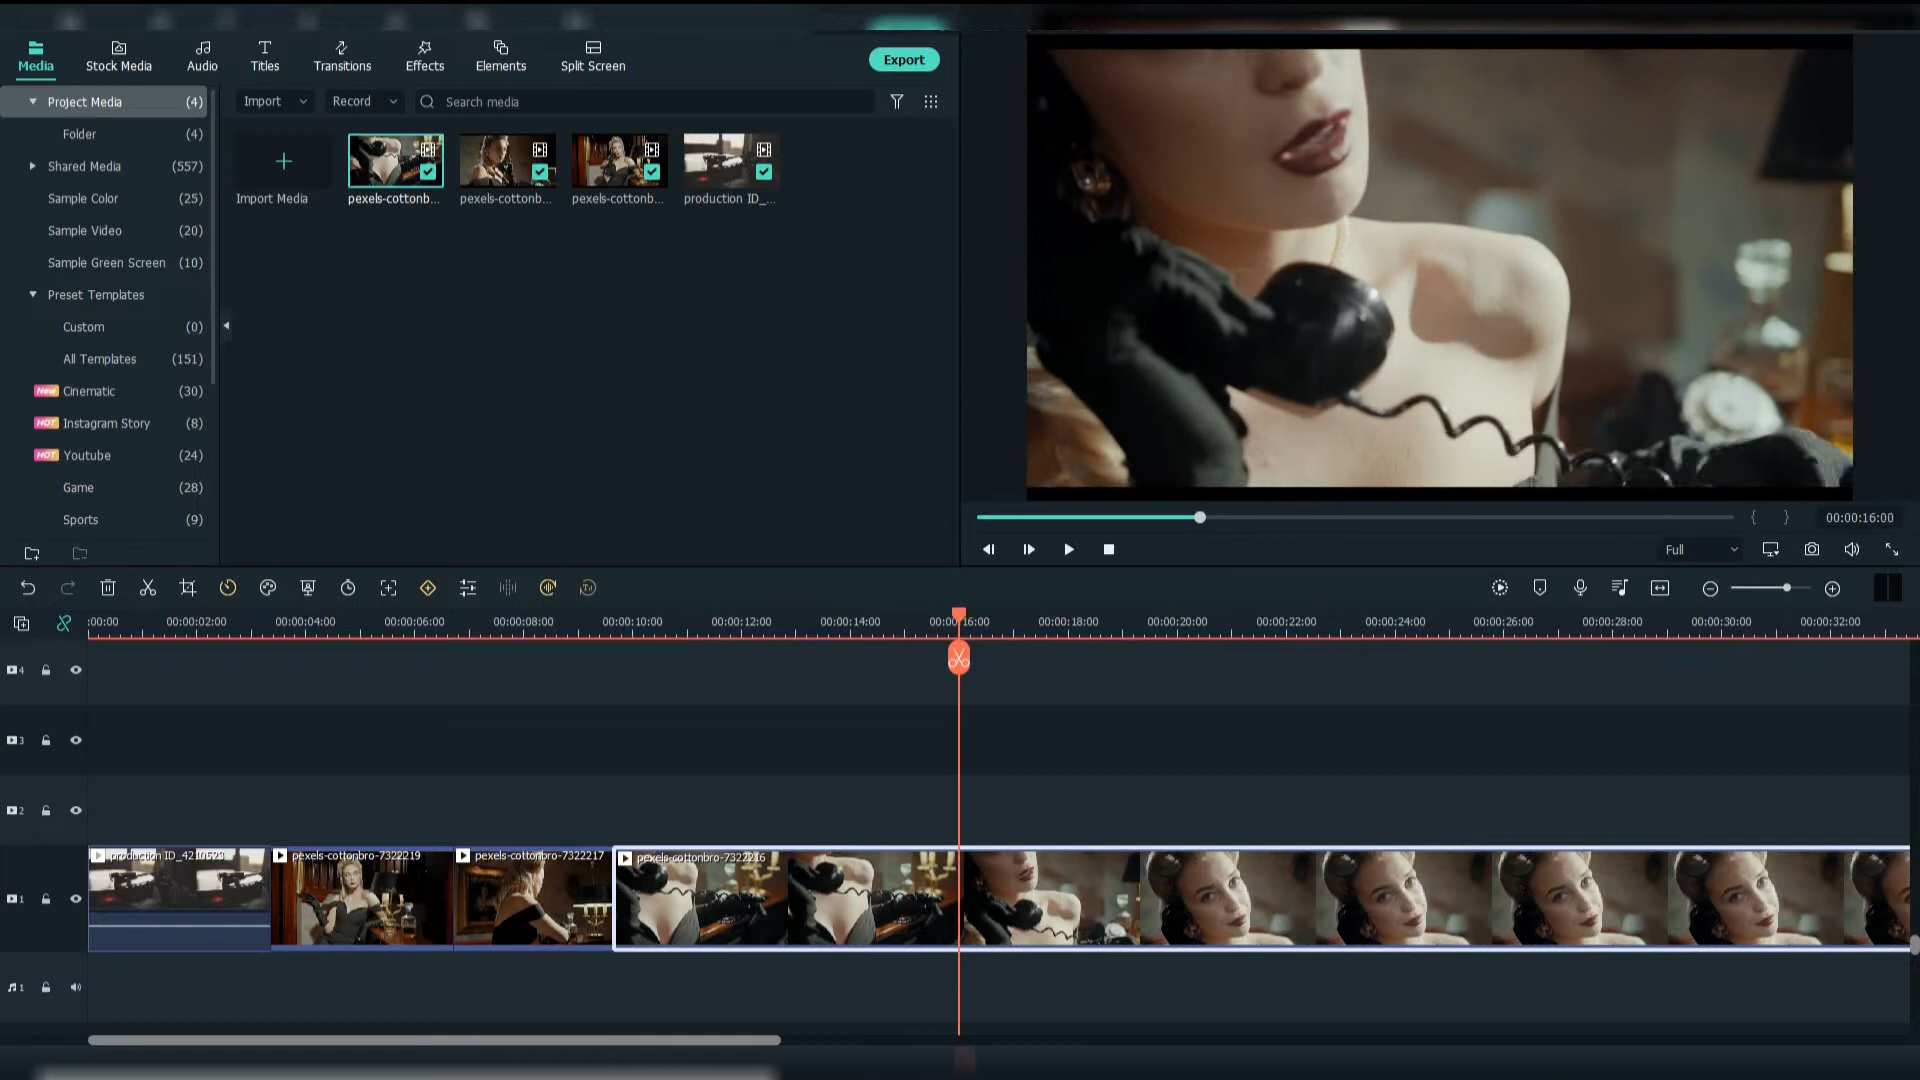 Media
Stock Media
Audio
Titles
Transitions
Effects
Elements
Split Screen
Export
Project Media (4)
Folder (4)
Shared Media (557)
Sample Color (25)
Sample Video (20)
Sample Green Screen (10)
Preset Templates
Custom (0)
All Templates (151)
New Cinematic (30)
HOT Instagram Story (8)
HOT Youtube (24)
Game (28)
Sports (9)
Import
Record
Search media
Import Media
pexels-cottonb...
pexels-cottonb...
pexels-cottonb...
production ID_...
{ } 00:00:16:00
Full
:00:00
00:00:02:00
00:00:04:00
00:00:06:00
00:00:08:00
00:00:10:00
00:00:12:00
00:00:14:00
00:00:16:00
00:00:18:00
00:00:20:00
00:00:22:00
00:00:24:00
00:00:26:00
00:00:28:00
00:00:30:00
00:00:32:00
4
3
2
production ID_4210523
pexels-cottonbro-7322219
pexels-cottonbro-7322217
pexels-cottonbro-7322216
1
1